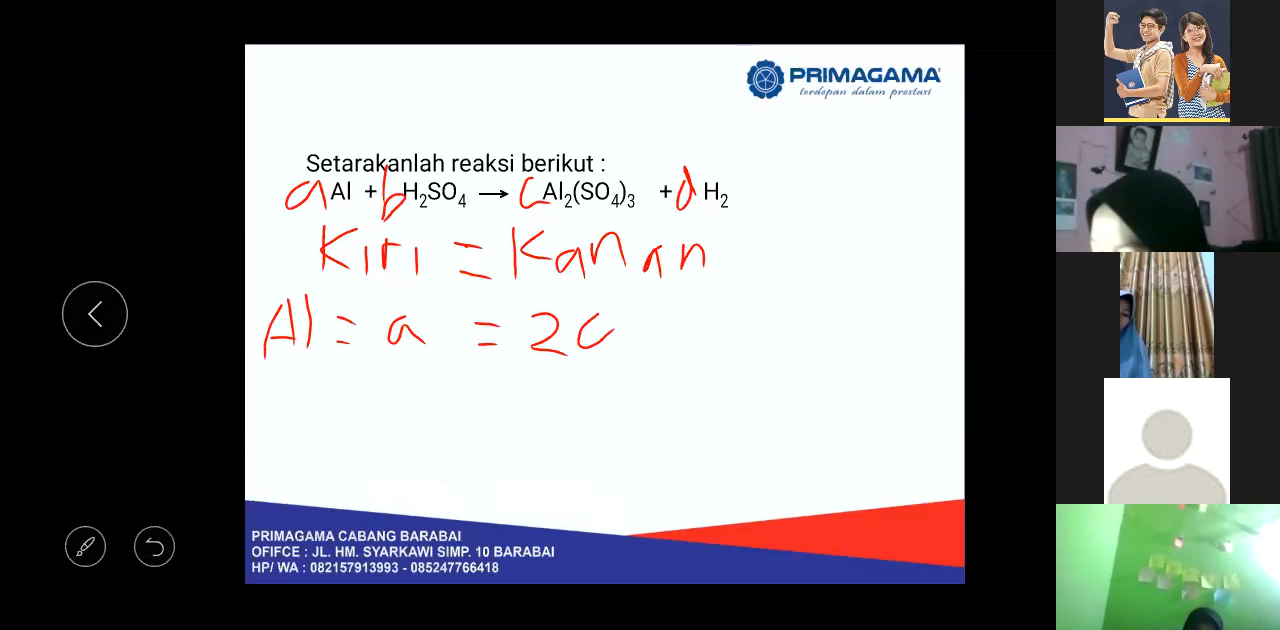 PRIMAGAMA
terdepan dalam prestasi
Setarakanlah reaksi berikut :
a Al + b H₂SO₄ → c Al₂(SO₄)₃ + d H₂
Kiri = Kanan an
Al = a = 2c
PRIMAGAMA CABANG BARABAI
OFIFCE : JL. HM. SYARKAWI SIMP. 10 BARABAI
HP/ WA : 082157913993 - 085247766418